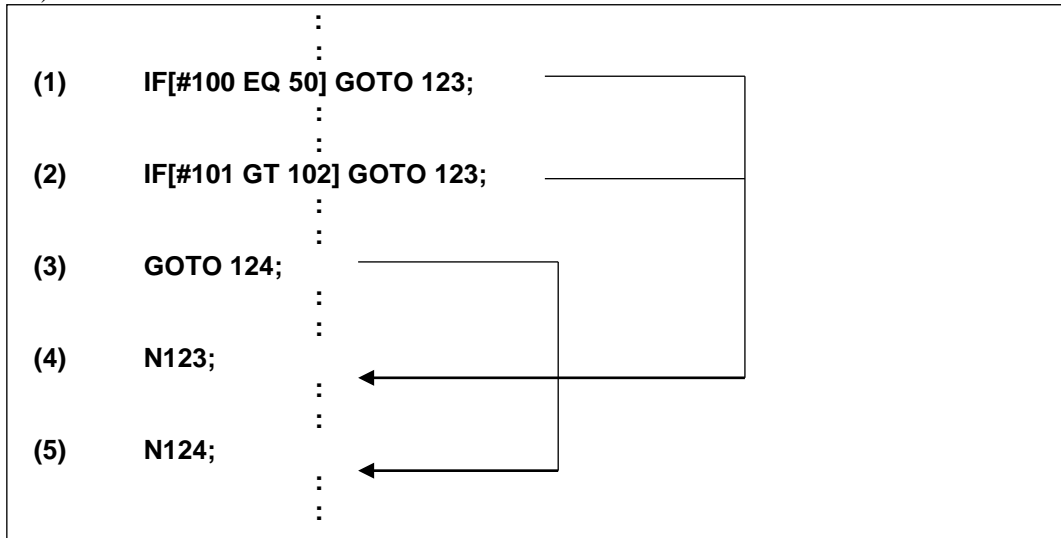 :
:
(1) IF[#100 EQ 50] GOTO 123;
:
:
(2) IF[#101 GT 102] GOTO 123;
:
:
(3) GOTO 124;
:
:
(4) N123;
:
:
(5) N124;
:
: